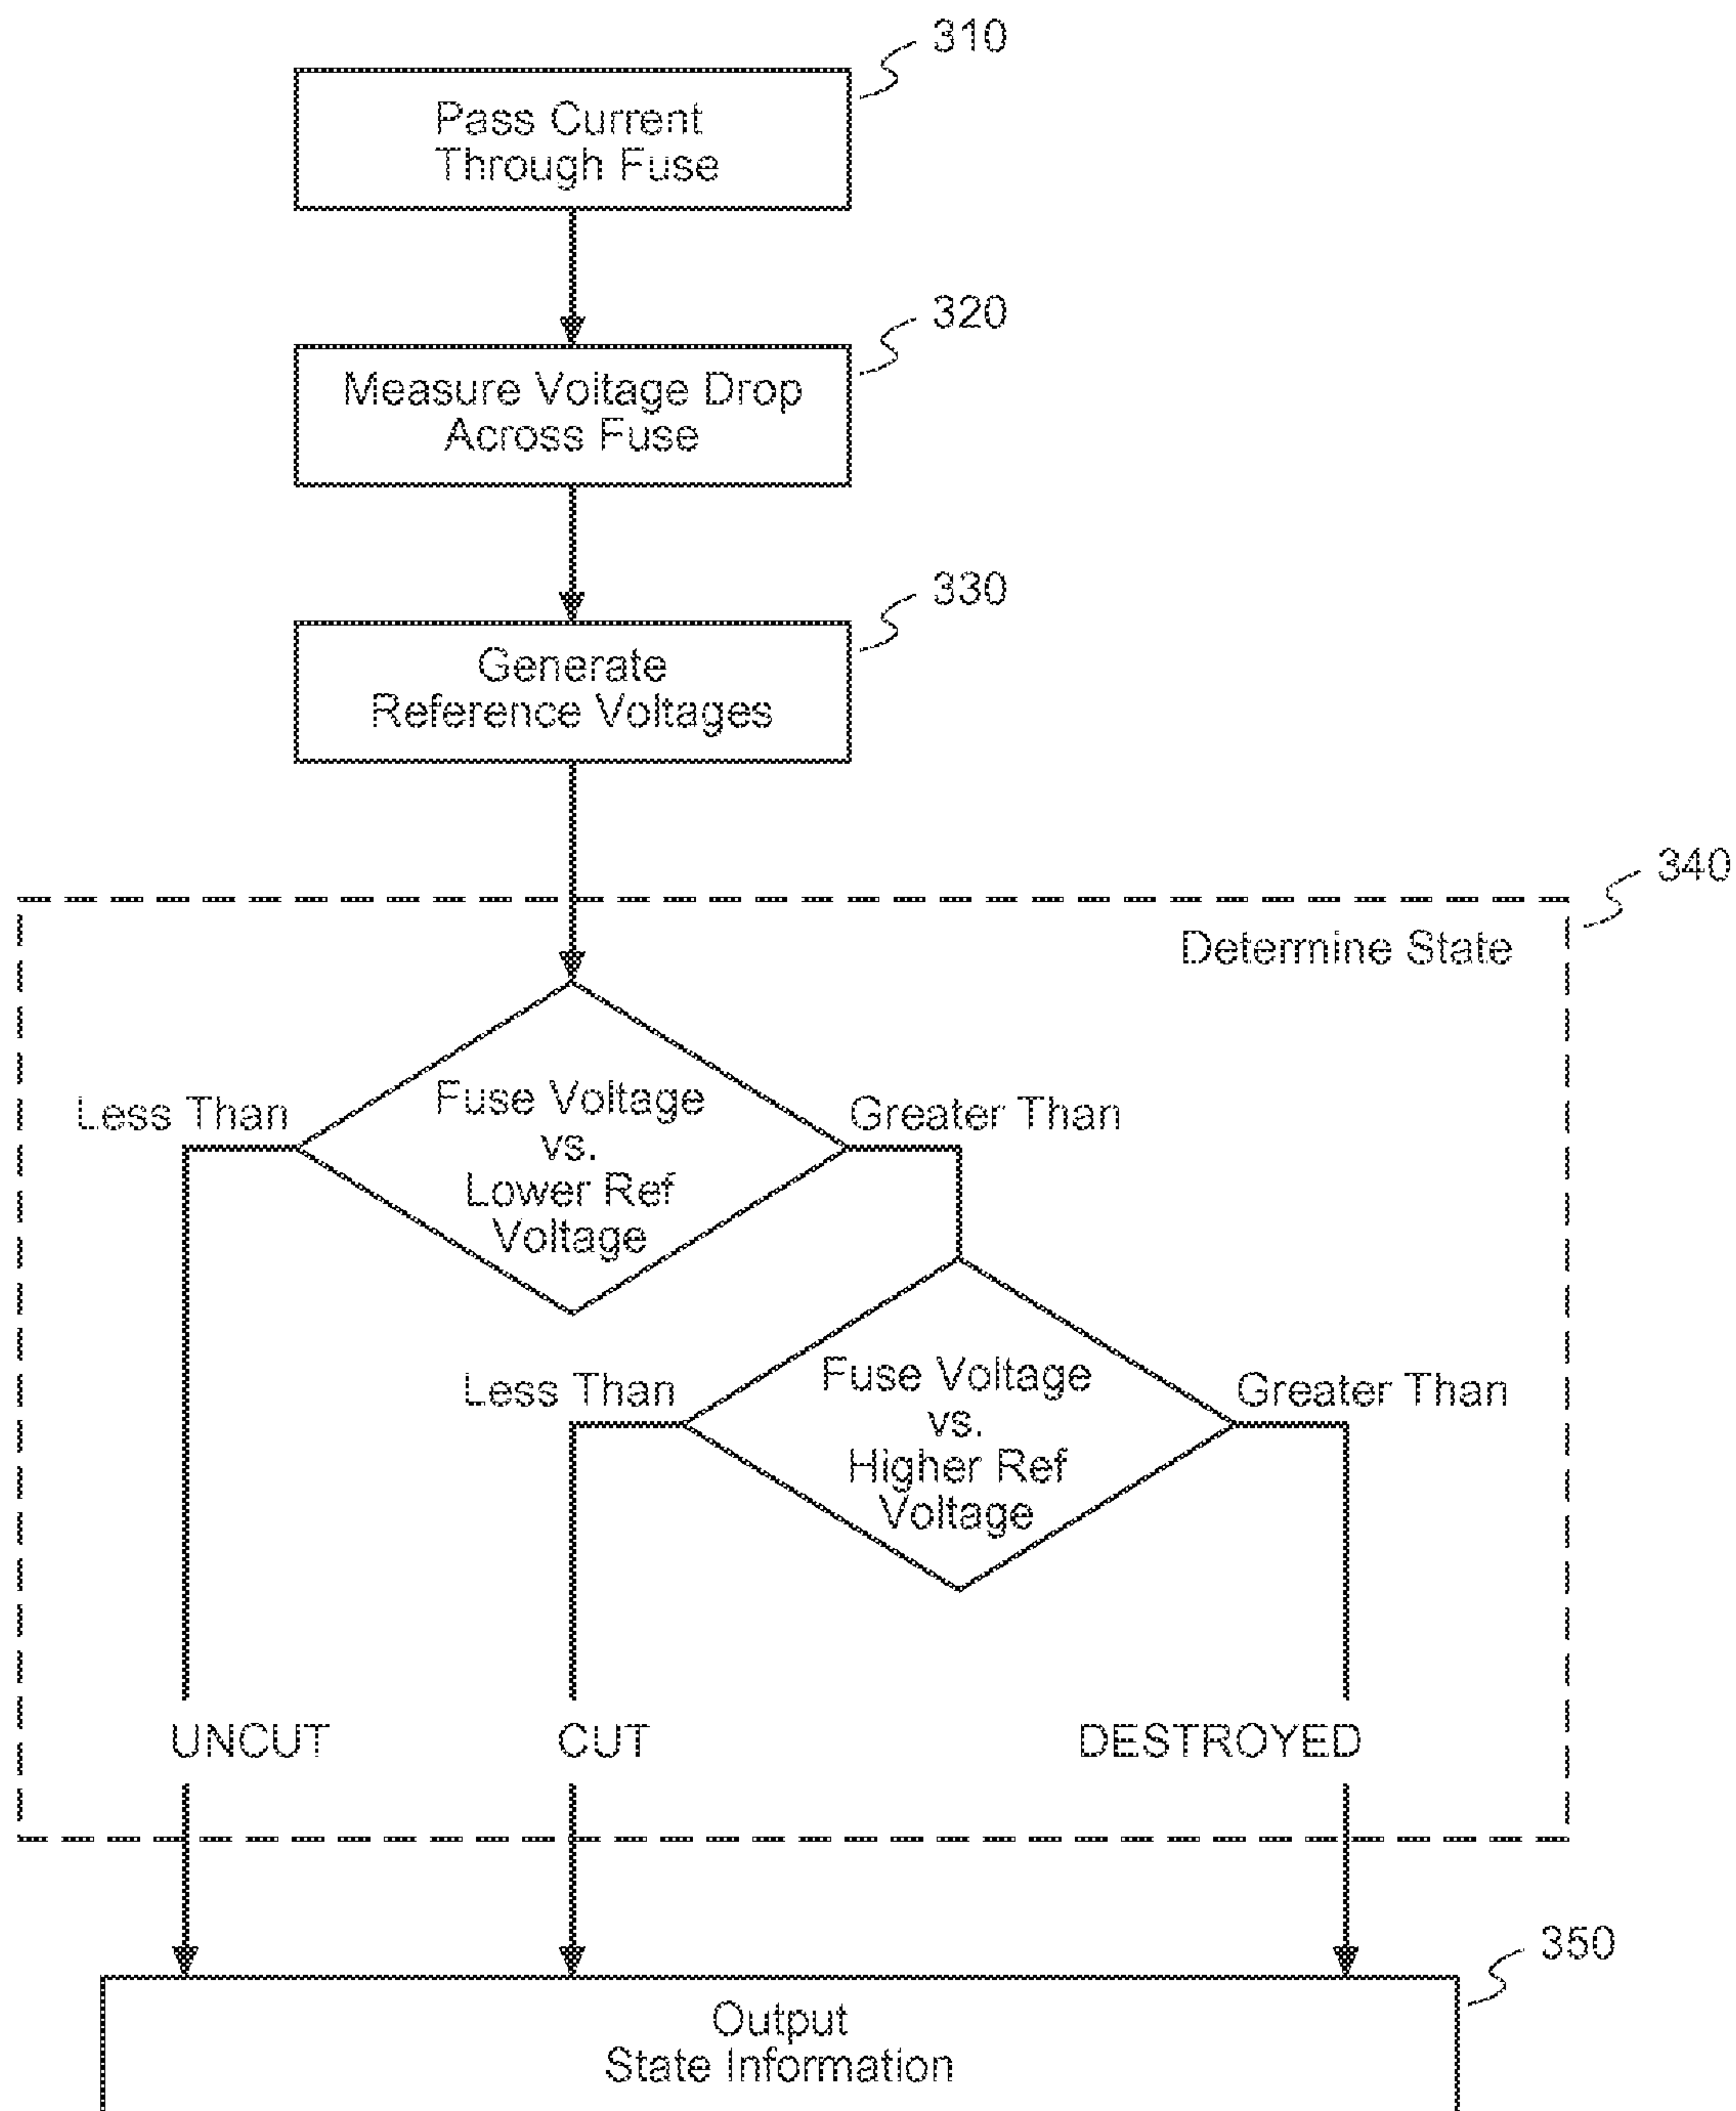 310
Pass Current
Through Fuse
320
Measure Voltage Drop
Across Fuse
330
Generate
Reference Voltages
340
Determine State
Less Than
Fuse Voltage
vs.
Lower Ref
Voltage
Greater Than
Less Than
Fuse Voltage
vs.
Higher Ref
Voltage
Greater Than
UNCUT
CUT
DESTROYED
350
Output
State Information